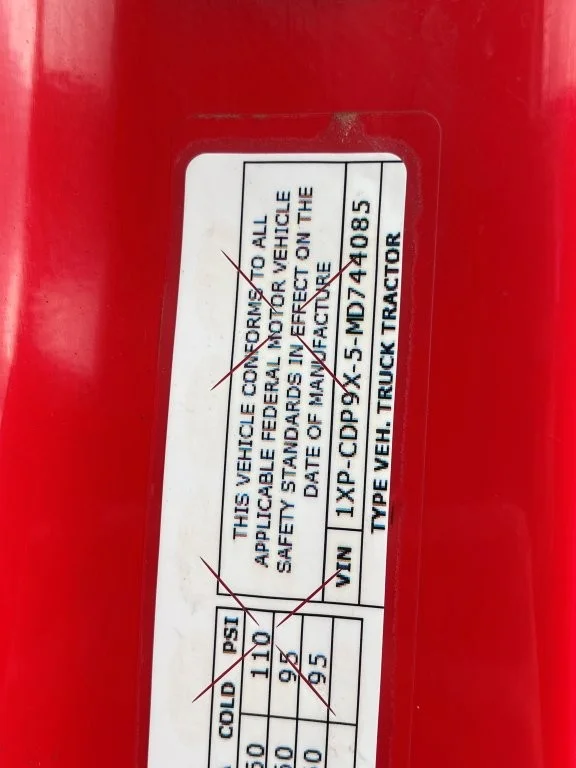 THIS VEHICLE CONFORMS TO ALL
APPLICABLE FEDERAL MOTOR VEHICLE
SAFETY STANDARDS IN EFFECT ON THE
DATE OF MANUFACTURE
VIN 1XP-CDP9X-5-MD744085
TYPE VEH. TRUCK TRACTOR
COLD PSI
110
95
95